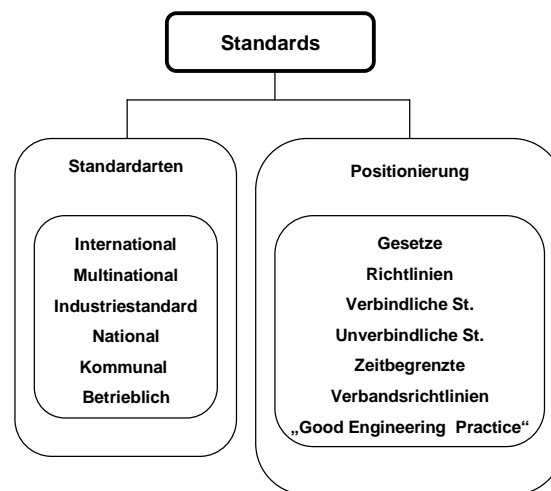 Standards
Standardarten
International
Multinational
Industriestandard
National
Kommunal
Betrieblich
Positionierung
Gesetze
Richtlinien
Verbindliche St.
Unverbindliche St.
Zeitbegrenzte
Verbandsrichtlinien
„Good Engineering Practice“